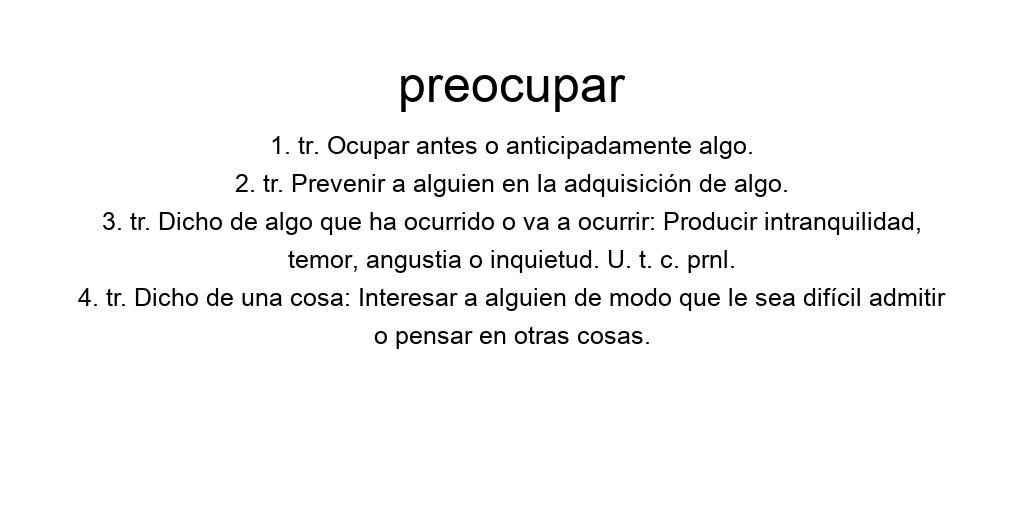 preocupar
1. tr. Ocupar antes o anticipadamente algo.
2. tr. Prevenir a alguien en la adquisición de algo.
3. tr. Dicho de algo que ha ocurrido o va a ocurrir: Producir intranquilidad,
temor, angustia o inquietud. U. t. c. prnl.
4. tr. Dicho de una cosa: Interesar a alguien de modo que le sea difícil admitir
o pensar en otras cosas.